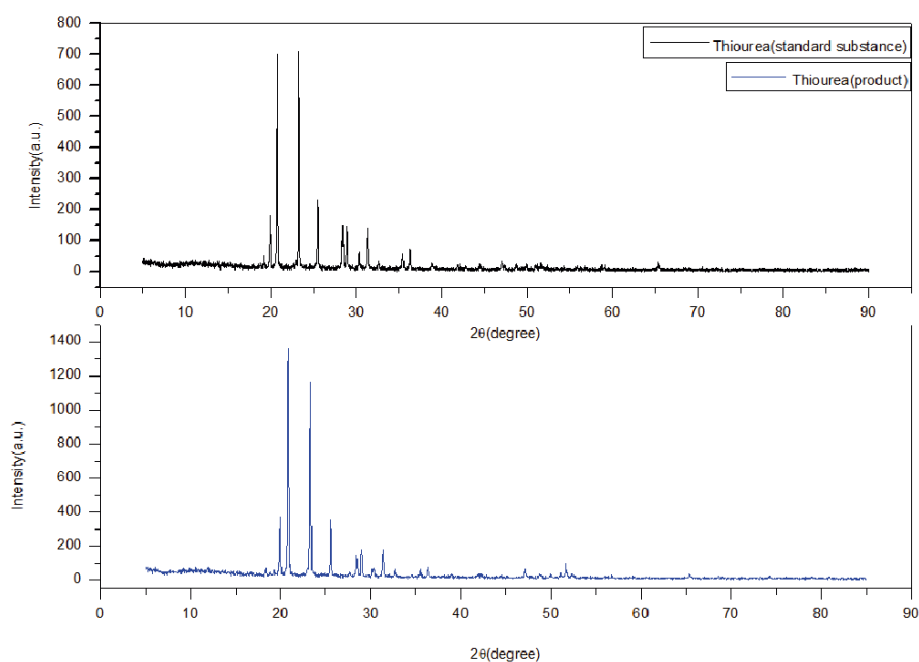 800
700
600
500
400
300
200
100
0
Intensity(a.u.)
Thiourea(standard substance)
Thiourea(product)
0 10 20 30 40 50 60 70 80 90
2θ(degree)
1400
1200
1000
800
600
400
200
0
Intensity(a.u.)
0 10 20 30 40 50 60 70 80 90
2θ(degree)